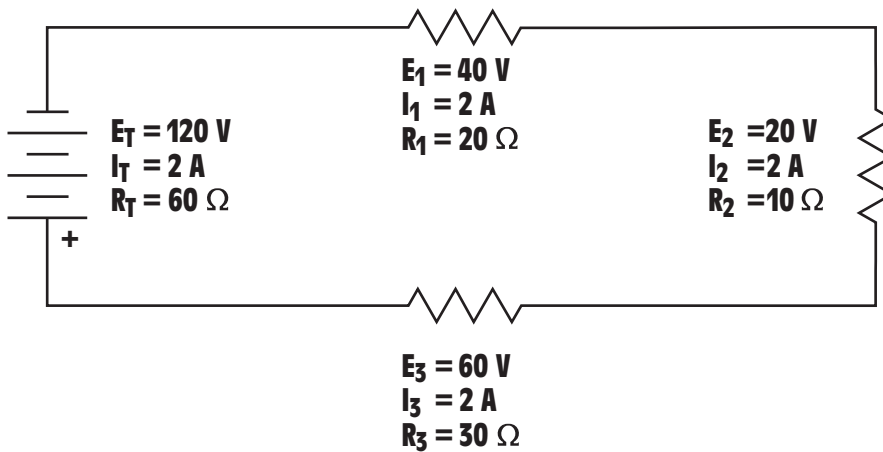 E₁ = 40 V
I₁ = 2 A
R₁ = 20 Ω
E_T = 120 V
I_T = 2 A
R_T = 60 Ω
E₂ =20 V
I₂ =2 A
R₂ =10 Ω
+
E₃ = 60 V
I₃ = 2 A
R₃ = 30 Ω